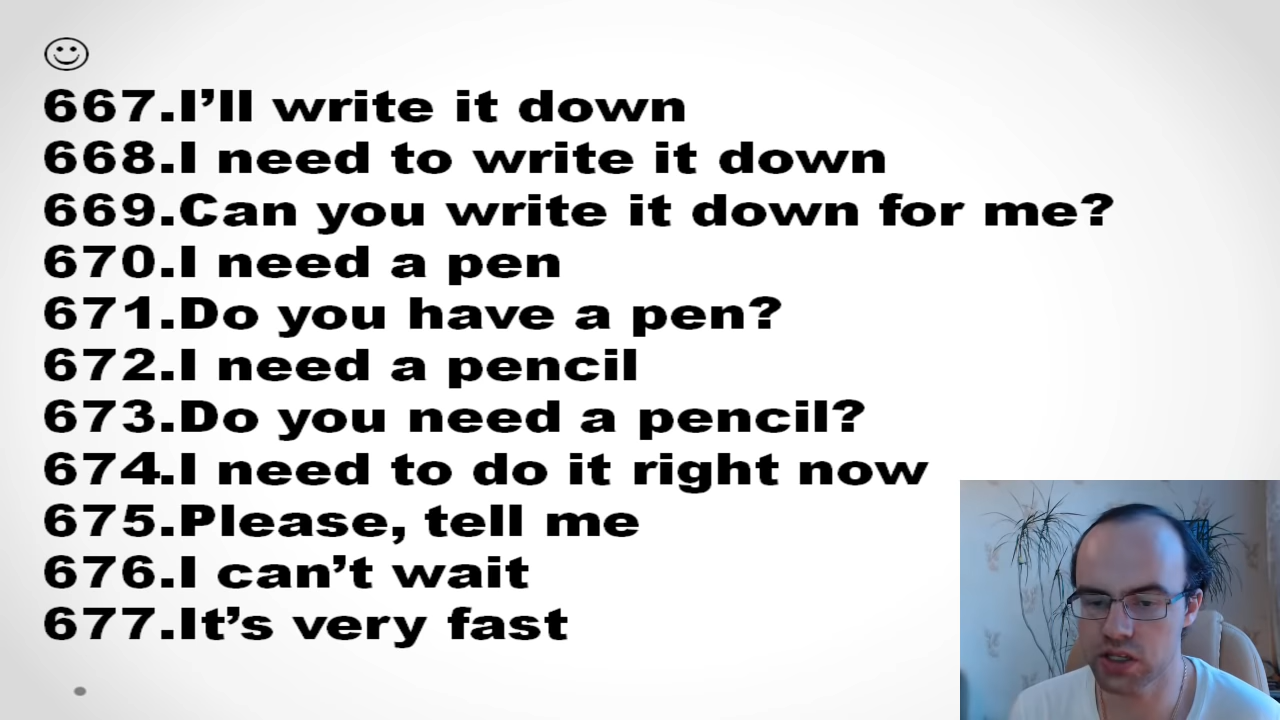 667.I’ll write it down
668.I need to write it down
669.Can you write it down for me?
670.I need a pen
671.Do you have a pen?
672.I need a pencil
673.Do you need a pencil?
674.I need to do it right now
675.Please, tell me
676.I can’t wait
677.It’s very fast